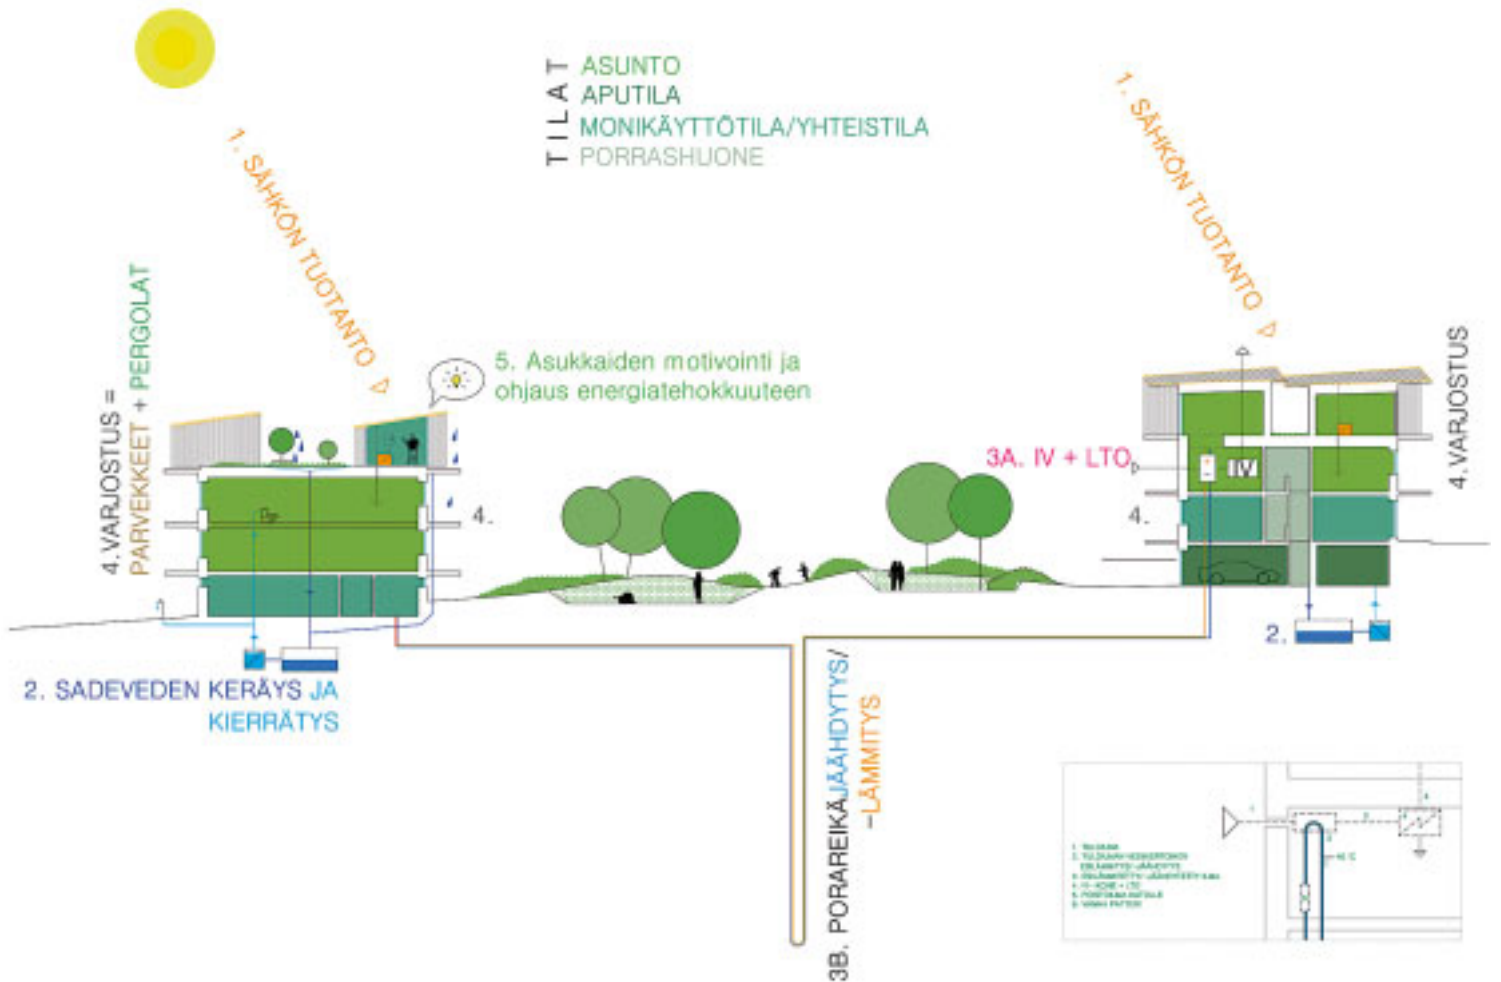 TILAT
ASUNTO
APUTILA
MONIKÄYTTÖTILA/YHTEISTILA
PORRASHUONE
1. SÄHKÖN TUOTANTO
1. SÄHKÖN TUOTANTO
4.VARJOSTUS =
PARVEKKEET + PERGOLAT
5. Asukkaiden motivointi ja
ohjaus energiatehokkuuteen
4.
3A. IV + LTO
IV
4.
4.VARJOSTUS
2. SADEVEDEN KERÄYS JA
KIERRÄTYS
2.
3B. PORAREIKÄJÄÄHDYTYS/
-LÄMMITYS